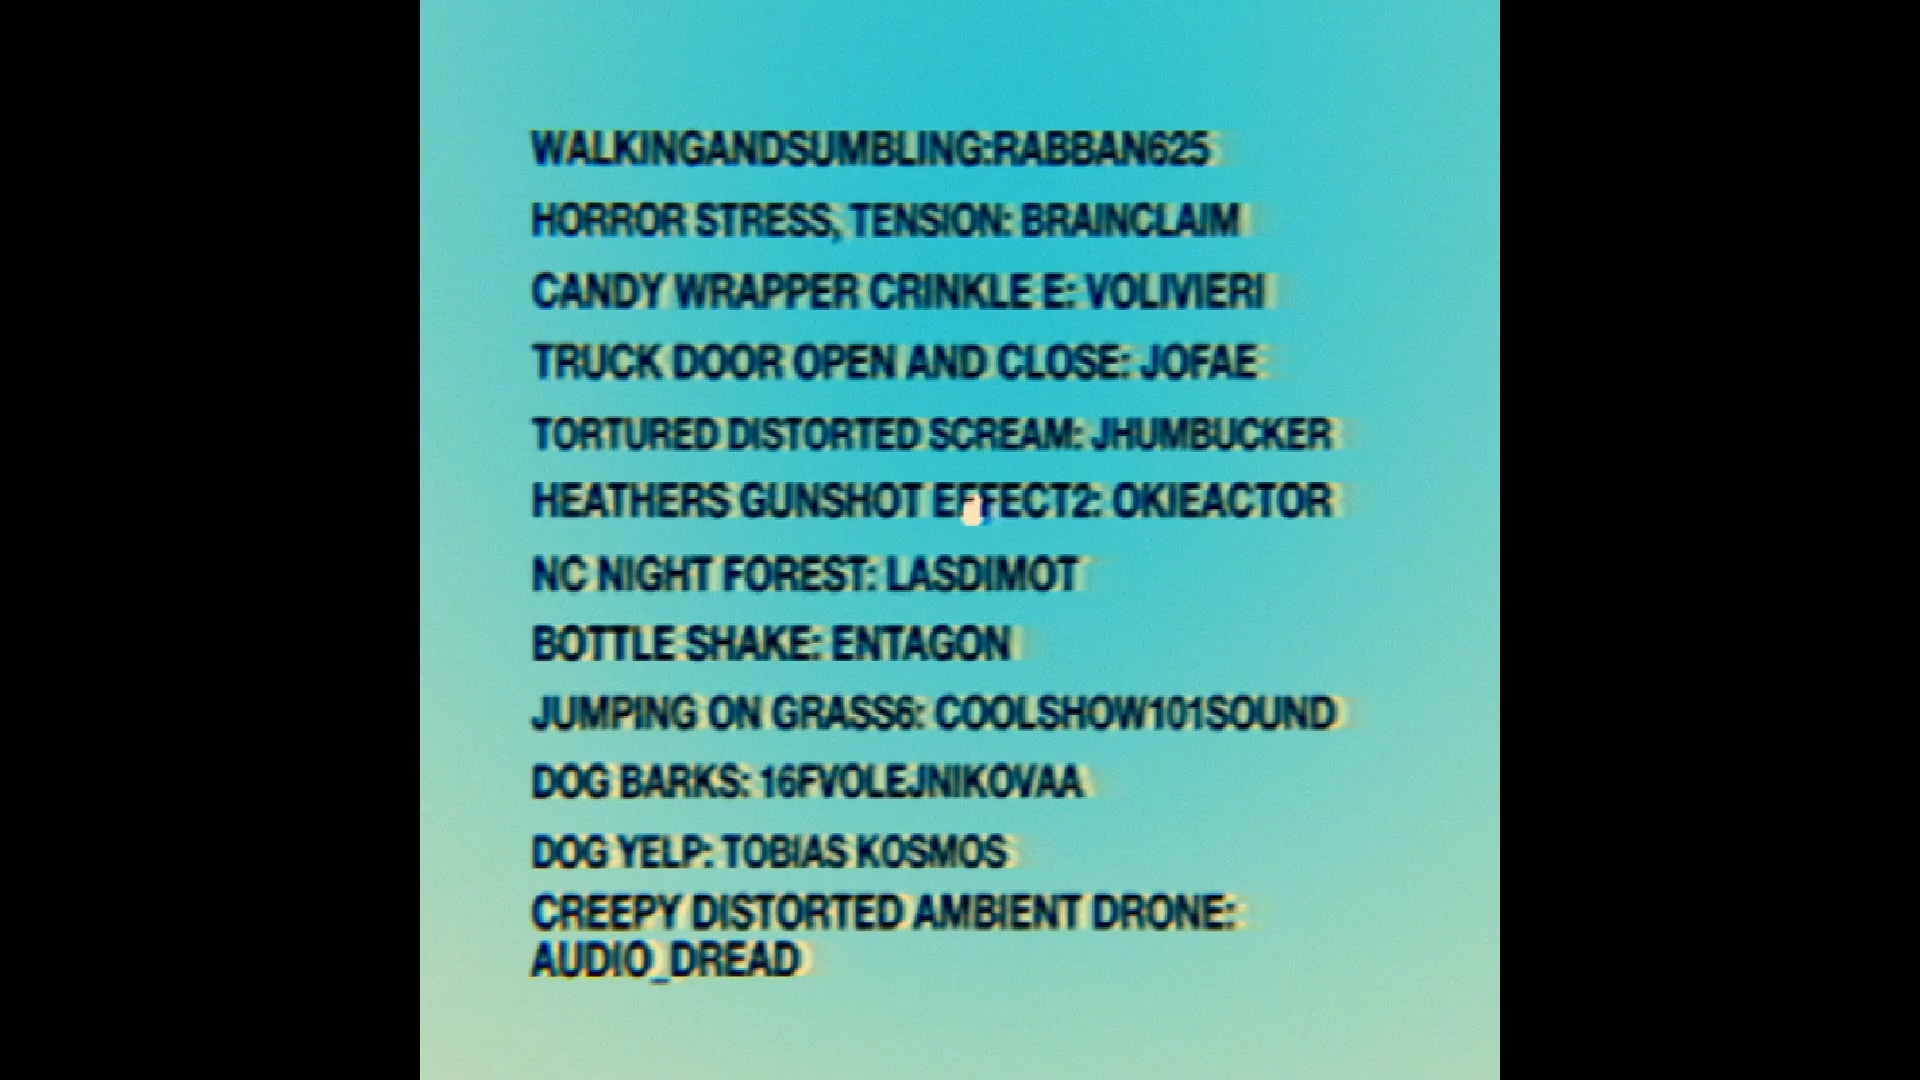 WALKINGANDSUMBLING:RABBAN625
HORROR STRESS, TENSION: BRAINCLAIM
CANDY WRAPPER CRINKLE E: VOLIVIERI
TRUCK DOOR OPEN AND CLOSE: JOFAE
TORTURED DISTORTED SCREAM: JHUMBUCKER
HEATHERS GUNSHOT EFFECT2: OKIEACTOR
NC NIGHT FOREST: LASDIMOT
BOTTLE SHAKE: ENTAGON
JUMPING ON GRASS6: COOLSHOW101SOUND
DOG BARKS: 16FVOLEJNIKOVAA
DOG YELP: TOBIAS KOSMOS
CREEPY DISTORTED AMBIENT DRONE:
AUDIO_DREAD